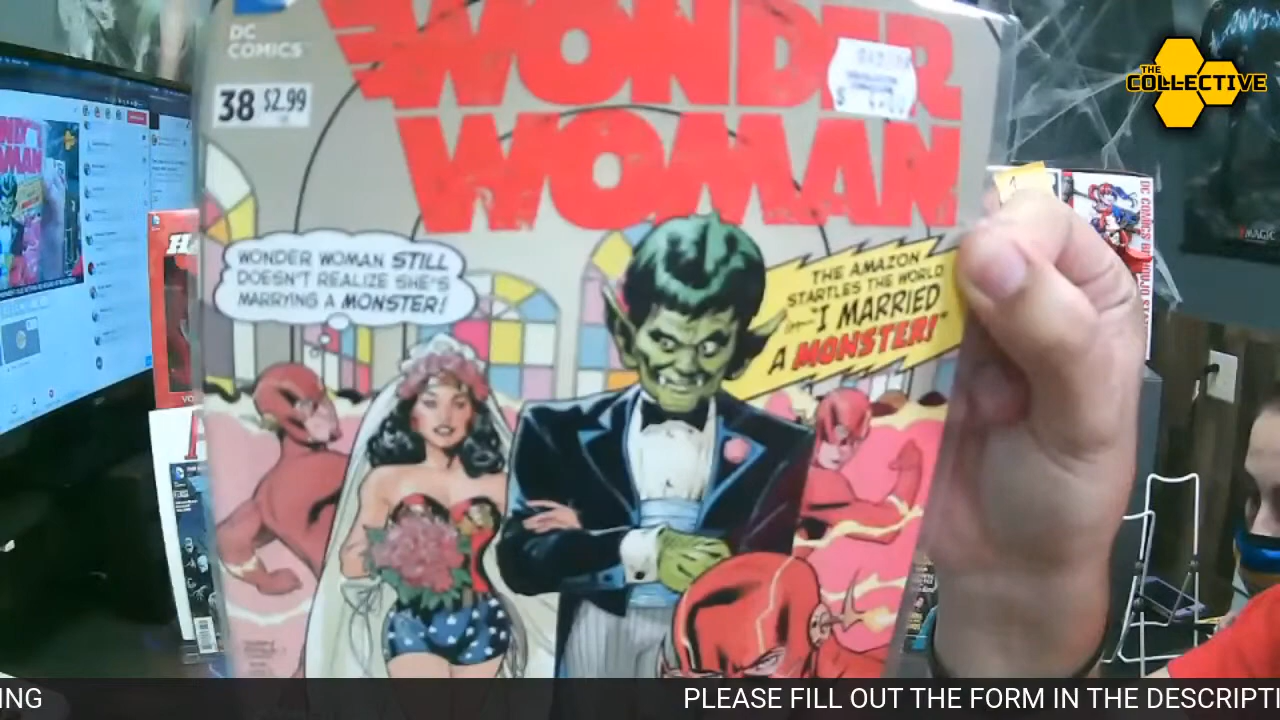 WONDER
WOMAN
DC
COMICS
38 $2.99
WONDER WOMAN STILL
DOESN'T REALIZE SHE'S
MARRYING A MONSTER!
THE AMAZON
STARTLES THE WORLD
"I MARRIED
A MONSTER!"
THE
COLLECTIVE
MAGIC
ING
PLEASE FILL OUT THE FORM IN THE DESCRIPTI